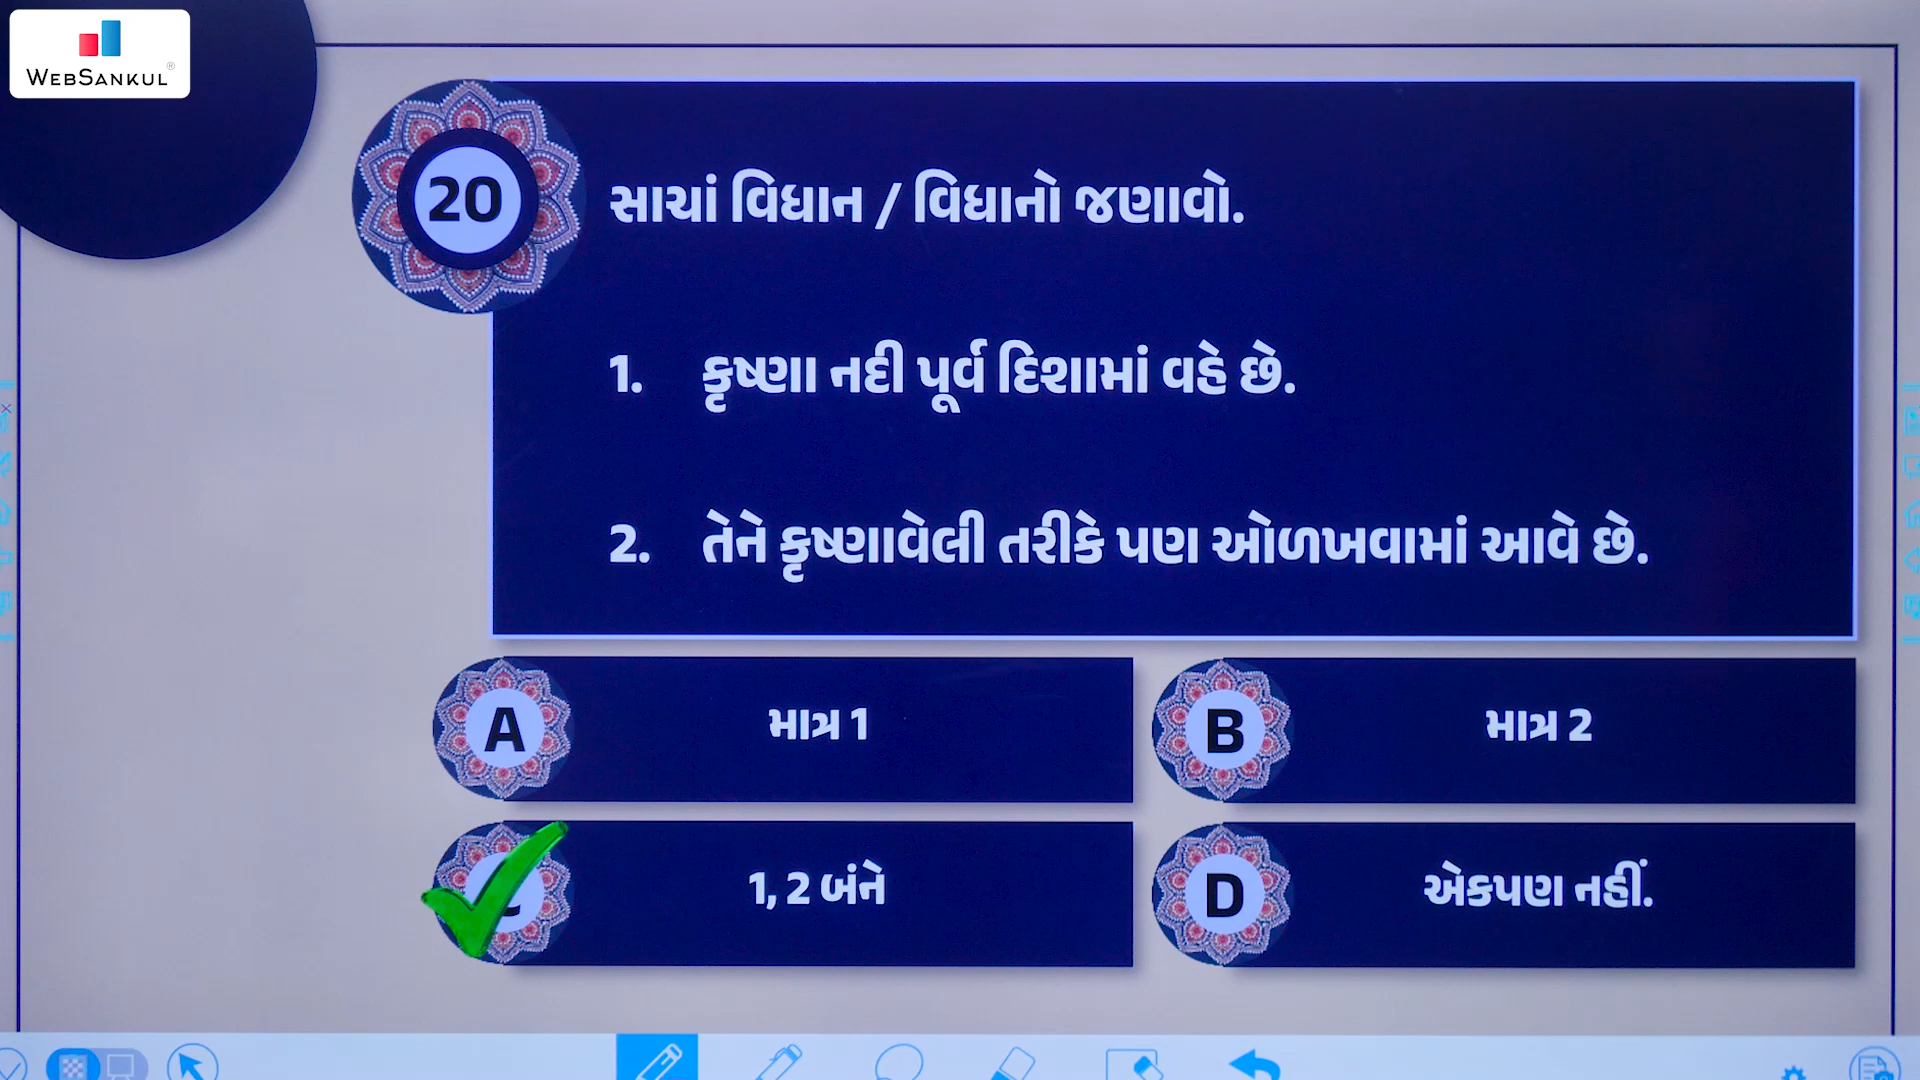 WEBSANKUL®
20
સાચાં વિધાન / વિધાનો જણાવો.
1. કૃષ્ણા નદી પૂર્વ દિશામાં વહે છે.
2. તેને કૃષ્ણાવેલી તરીકે પણ ઓળખવામાં આવે છે.
A માત્ર 1
B માત્ર 2
1, 2 બંને
D એકપણ નહીં.